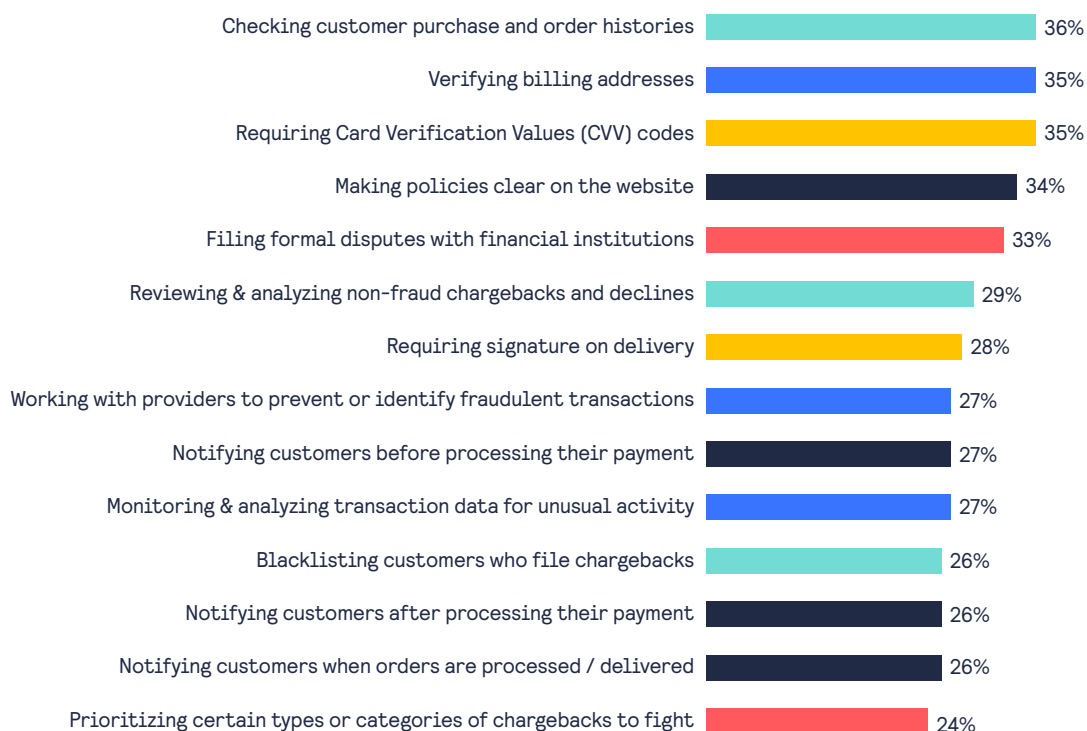 Checking customer purchase and order histories 36%
Verifying billing addresses 35%
Requiring Card Verification Values (CVV) codes 35%
Making policies clear on the website 34%
Filing formal disputes with financial institutions 33%
Reviewing & analyzing non-fraud chargebacks and declines 29%
Requiring signature on delivery 28%
Working with providers to prevent or identify fraudulent transactions 27%
Notifying customers before processing their payment 27%
Monitoring & analyzing transaction data for unusual activity 27%
Blacklisting customers who file chargebacks 26%
Notifying customers after processing their payment 26%
Notifying customers when orders are processed / delivered 26%
Prioritizing certain types or categories of chargebacks to fight 24%